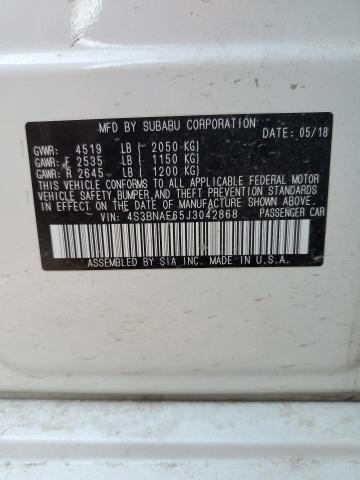 MFD BY SUBARU CORPORATION
DATE: 05/18
GVWR: 4519 LB ( 2050 KG)
GAWR: F 2535 LB ( 1150 KG)
GAWR: R 2645 LB ( 1200 KG)
THIS VEHICLE CONFORMS TO ALL APPLICABLE FEDERAL MOTOR
VEHICLE SAFETY, BUMPER, AND THEFT PREVENTION STANDARDS
IN EFFECT ON THE DATE OF MANUFACTURE SHOWN ABOVE.
VIN: 4S3BNAE65J3042868 PASSENGER CAR
ASSEMBLED BY SIA INC. MADE IN U.S.A.